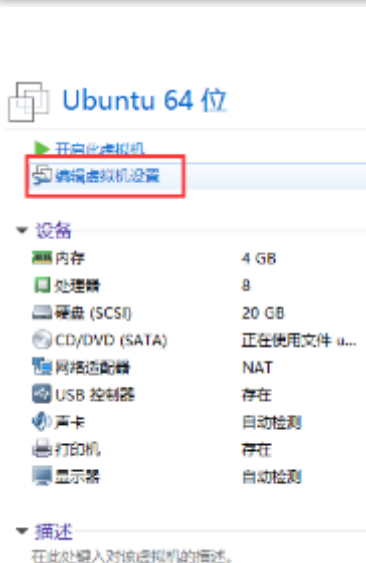 Ubuntu 64 位
开启此虚拟机
编辑虚拟机设置
设备
内存 4 GB
处理器 8
硬盘 (SCSI) 20 GB
CD/DVD (SATA) 正在使用文件 u...
网络适配器 NAT
USB 控制器 存在
声卡 自动检测
打印机 存在
显示器 自动检测
描述
在此处键入对该虚拟机的描述。